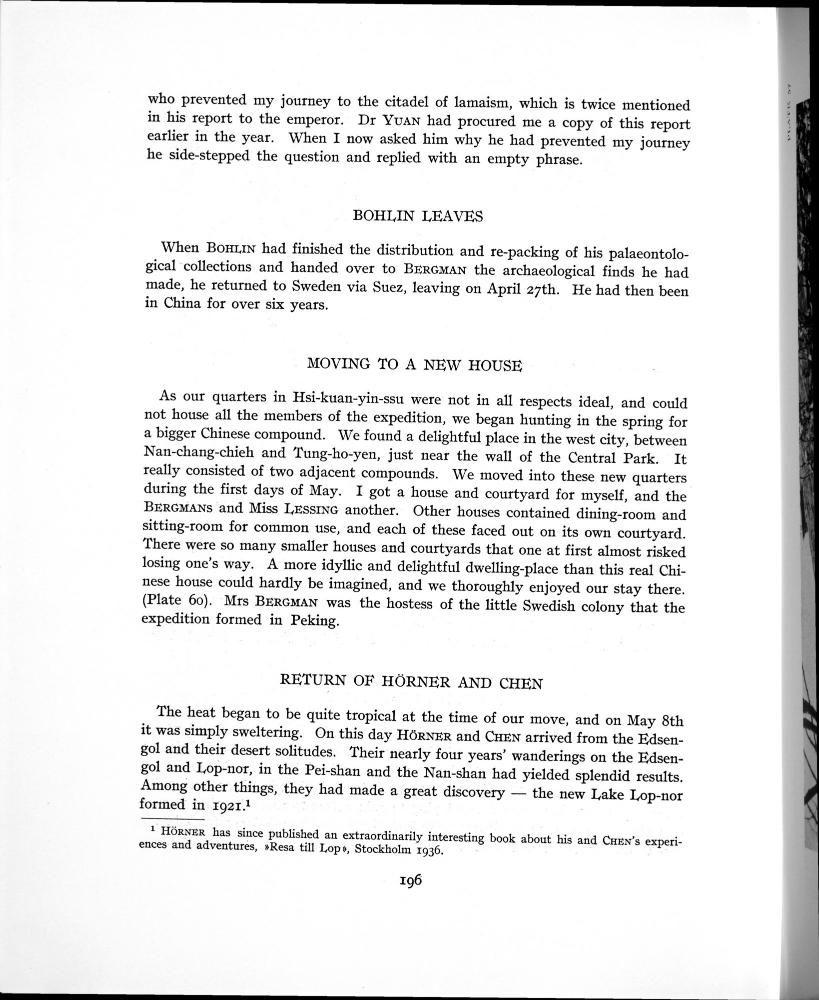 who prevented my journey to the citadel of lamaism, which is twice mentioned
in his report to the emperor. Dr YUAN had procured me a copy of this report
earlier in the year. When I now asked him why he had prevented my journey
he side-stepped the question and replied with an empty phrase.
BOHLIN LEAVES
When BOHLIN had finished the distribution and re-packing of his palaeontolo-
gical collections and handed over to BERGMAN the archaeological finds he had
made, he returned to Sweden via Suez, leaving on April 27th. He had then been
in China for over six years.
MOVING TO A NEW HOUSE
As our quarters in Hsi-kuan-yin-ssu were not in all respects ideal, and could
not house all the members of the expedition, we began hunting in the spring for
a bigger Chinese compound. We found a delightful place in the west city, between
Nan-chang-chieh and Tung-ho-yen, just near the wall of the Central Park. It
really consisted of two adjacent compounds. We moved into these new quarters
during the first days of May. I got a house and courtyard for myself, and the
BERGMANS and Miss LESSING another. Other houses contained dining-room and
sitting-room for common use, and each of these faced out on its own courtyard.
There were so many smaller houses and courtyards that one at first almost risked
losing one's way. A more idyllic and delightful dwelling-place than this real Chi-
nese house could hardly be imagined, and we thoroughly enjoyed our stay there.
(Plate 60). Mrs BERGMAN was the hostess of the little Swedish colony that the
expedition formed in Peking.
RETURN OF HÖRNER AND CHEN
The heat began to be quite tropical at the time of our move, and on May 8th
it was simply sweltering. On this day HÖRNER and CHEN arrived from the Edsen-
gol and their desert solitudes. Their nearly four years' wanderings on the Edsen-
gol and Lop-nor, in the Pei-shan and the Nan-shan had yielded splendid results.
Among other things, they had made a great discovery — the new Lake Lop-nor
formed in 1921.¹
¹ HÖRNER has since published an extraordinarily interesting book about his and CHEN's experi-
ences and adventures, »Resa till Lop», Stockholm 1936.
196
PLATE 57